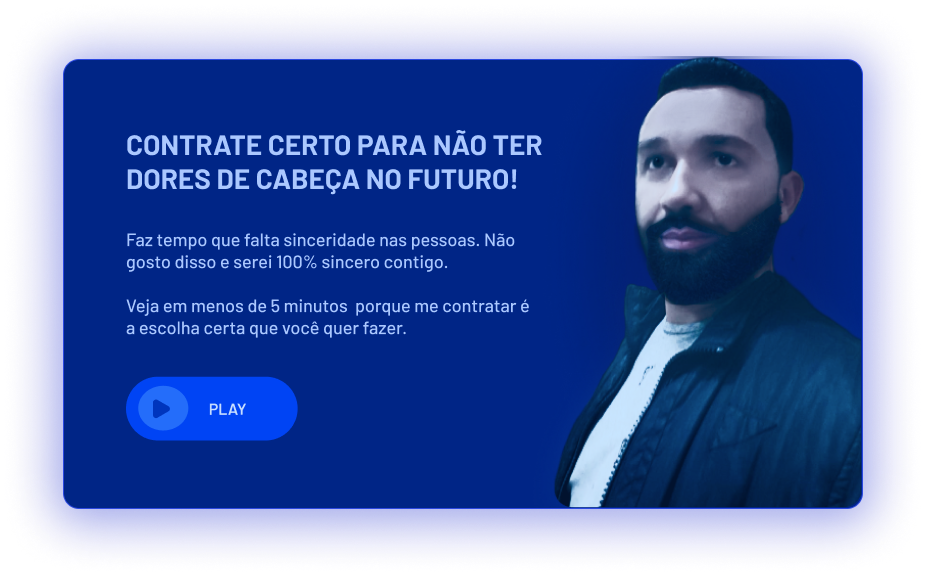 CONTRATE CERTO PARA NÃO TER
DORES DE CABEÇA NO FUTURO!
Faz tempo que falta sinceridade nas pessoas. Não
gosto disso e serei 100% sincero contigo.
Veja em menos de 5 minutos  porque me contratar é
a escolha certa que você quer fazer.
PLAY